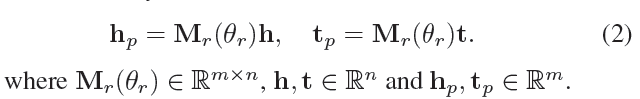 h_p = M_r(θ_r)h, t_p = M_r(θ_r)t. (2)
where M_r(θ_r) ∈ ℝ^{m×n}, h, t ∈ ℝ^n and h_p, t_p ∈ ℝ^m.